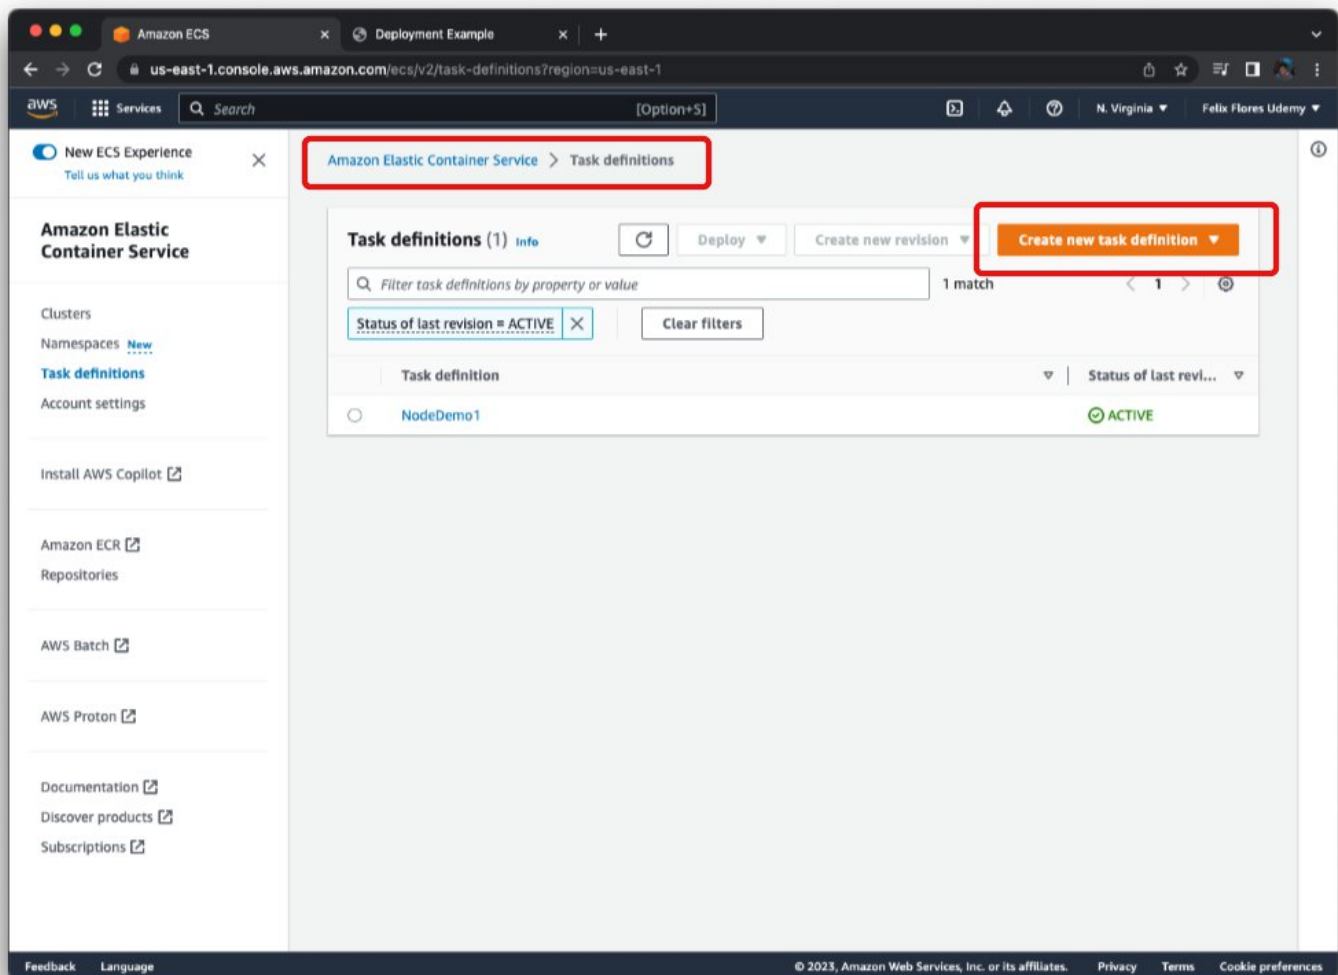 Amazon ECS
Deployment Example
us-east-1.console.aws.amazon.com/ecs/v2/task-definitions?region=us-east-1
aws
Services
Search
[Option+S]
N. Virginia
Felix Flores Udemy
New ECS Experience
Tell us what you think
Amazon Elastic
Container Service
Clusters
Namespaces New
Task definitions
Account settings
Install AWS Copilot
Amazon ECR
Repositories
AWS Batch
AWS Proton
Documentation
Discover products
Subscriptions
Amazon Elastic Container Service > Task definitions
Task definitions (1) Info
Deploy
Create new revision
Create new task definition
Filter task definitions by property or value
1 match
1
Status of last revision = ACTIVE
Clear filters
Task definition
Status of last revi...
NodeDemo1
ACTIVE
Feedback
Language
© 2023, Amazon Web Services, Inc. or its affiliates.
Privacy
Terms
Cookie preferences